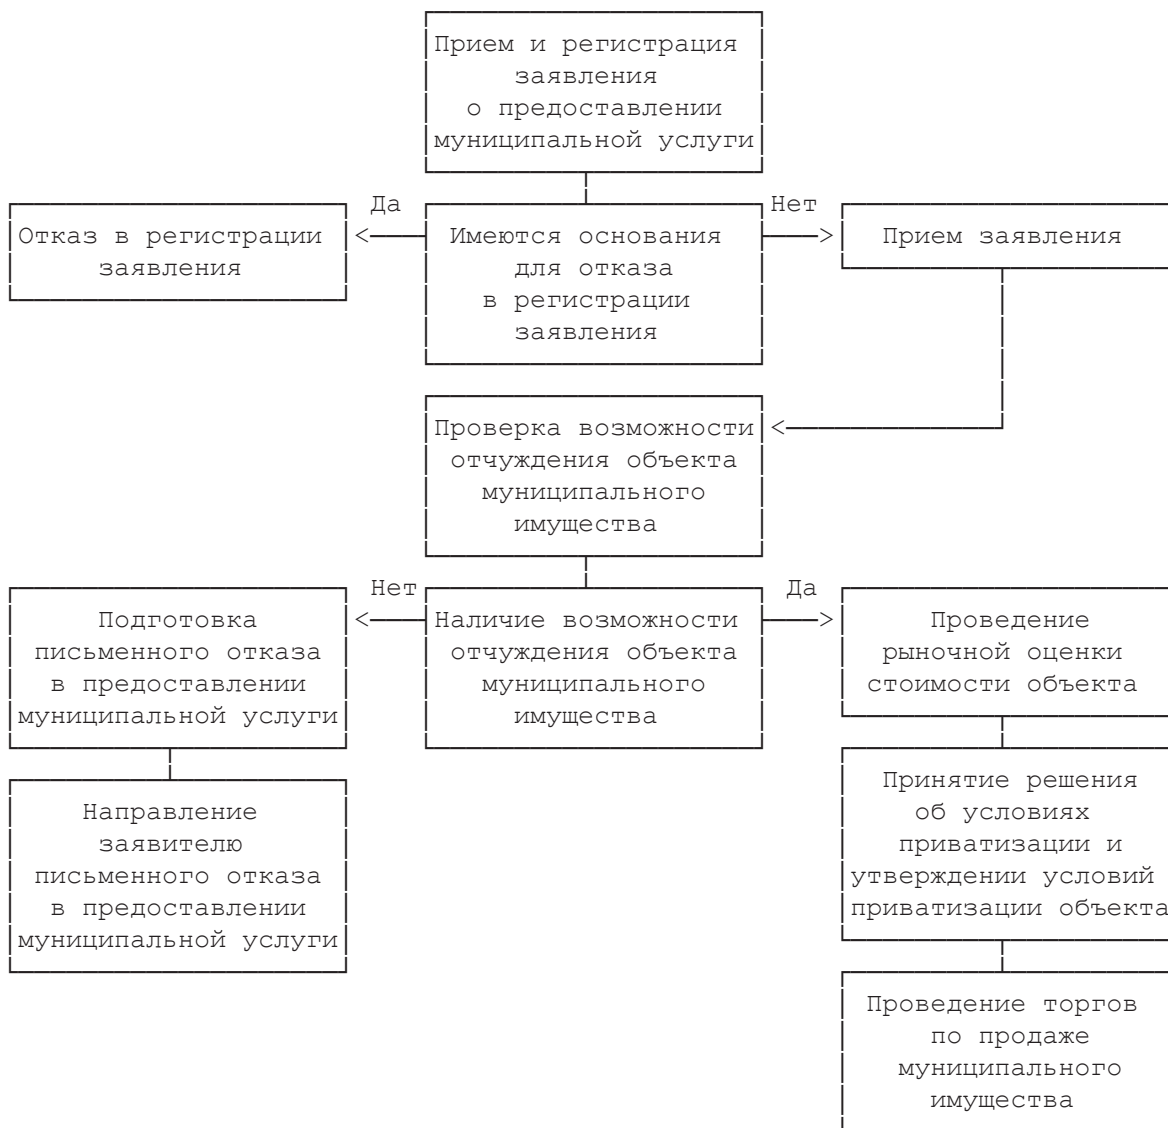 Прием и регистрация
заявления
о предоставлении
муниципальной услуги
Да
Нет
Отказ в регистрации
заявления
Имеются основания
для отказа
в регистрации
заявления
Прием заявления
Проверка возможности
отчуждения объекта
муниципального
имущества
Нет
Да
Подготовка
письменного отказа
в предоставлении
муниципальной услуги
Наличие возможности
отчуждения объекта
муниципального
имущества
Проведение
рыночной оценки
стоимости объекта
Направление
заявителю
письменного отказа
в предоставлении
муниципальной услуги
Принятие решения
об условиях
приватизации и
утверждении условий
приватизации объекта
Проведение торгов
по продаже
муниципального
имущества